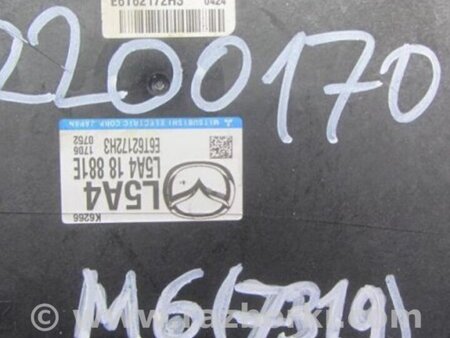 E6T62172H3 0424
2200170
MITSUBISHI ELECTRIC CORP. JAPAN
1706 0752
E6T62172H3
L5A4 18 881E
L5A4
K6266
M6(7319)